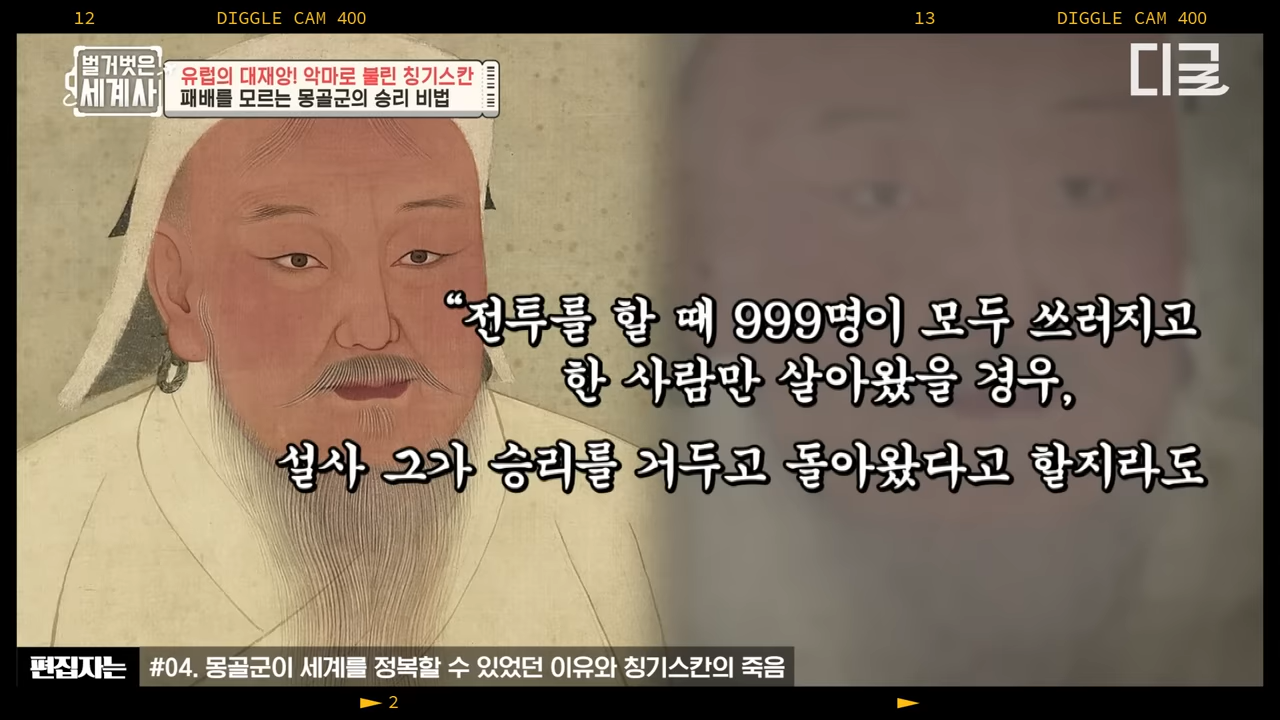 12 DIGGLE CAM 400 13 DIGGLE CAM 400
벌거벗은
세계사
유럽의 대재앙! 악마로 불린 칭기스칸
패배를 모르는 몽골군의 승리 비법
디글
“전투를 할 때 999명이 모두 쓰러지고
한 사람만 살아왔을 경우,
설사 그가 승리를 거두고 돌아왔다고 할지라도
편집자는 #04. 몽골군이 세계를 정복할 수 있었던 이유와 칭기스칸의 죽음
2